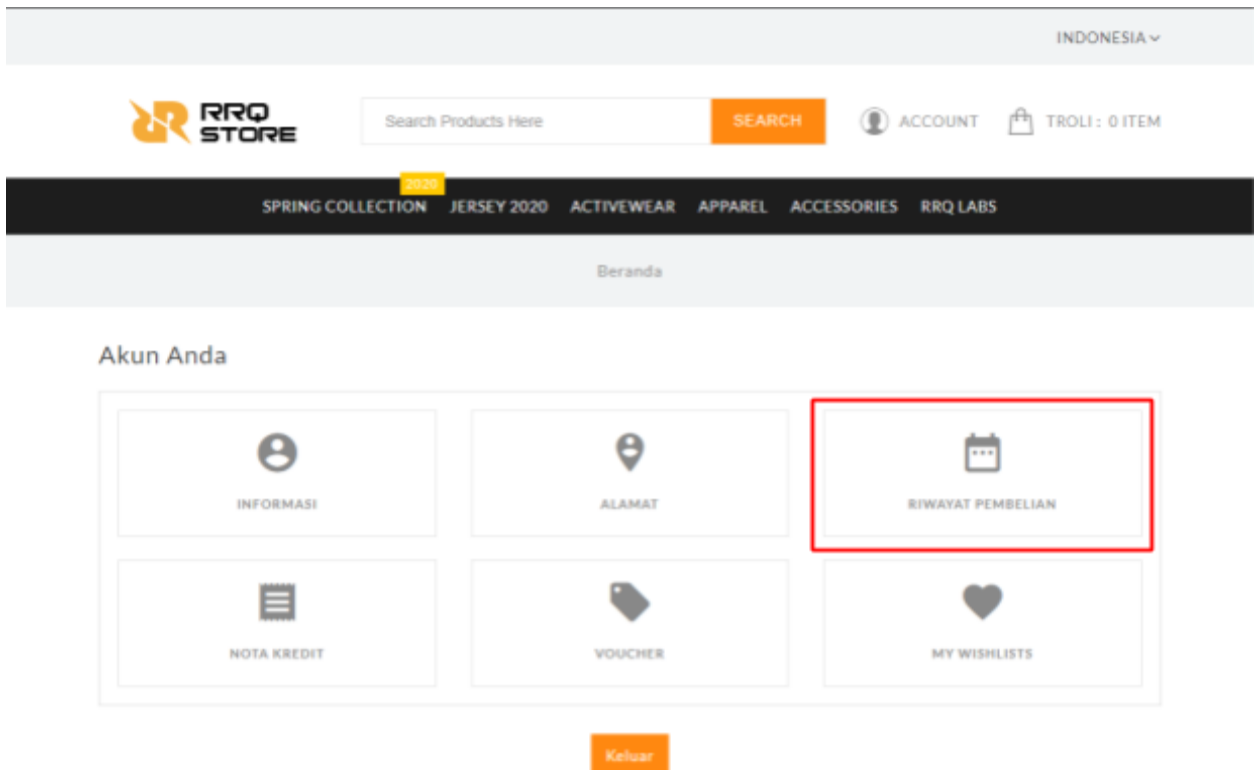 INDONESIA
RRQ
STORE
Search Products Here
SEARCH
ACCOUNT
TROLI : 0 ITEM
2020
SPRING COLLECTION JERSEY 2020 ACTIVEWEAR APPAREL ACCESSORIES RRQ LABS
Beranda
Akun Anda
INFORMASI
ALAMAT
RIWAYAT PEMBELIAN
NOTA KREDIT
VOUCHER
MY WISHLISTS
Keluar